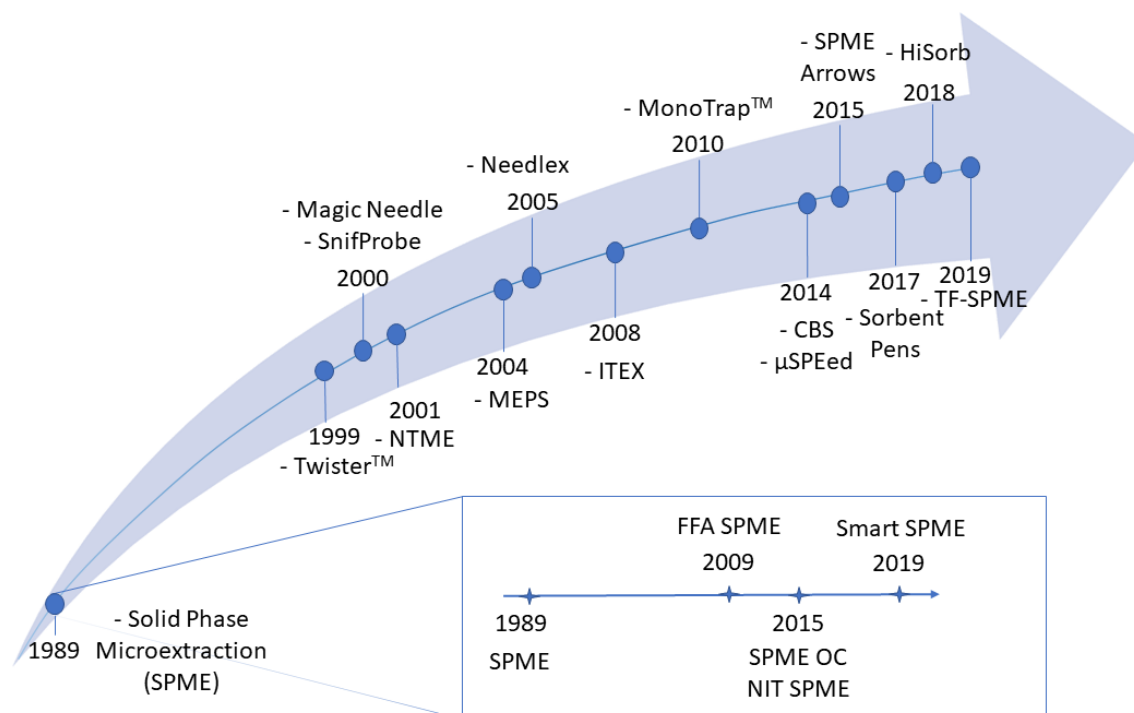 - SPME
Arrows
2015
- HiSorb
2018
- MonoTrap™
2010
- Needlex
2005
- Magic Needle
- SnifProbe
2000
1999
- Twister™
2001
- NTME
2004
- MEPS
2008
- ITEX
2014
- CBS
- µSPEed
2017
- Sorbent
Pens
2019
- TF-SPME
1989
- Solid Phase
Microextraction
(SPME)
FFA SPME
2009
Smart SPME
2019
1989
SPME
2015
SPME OC
NIT SPME